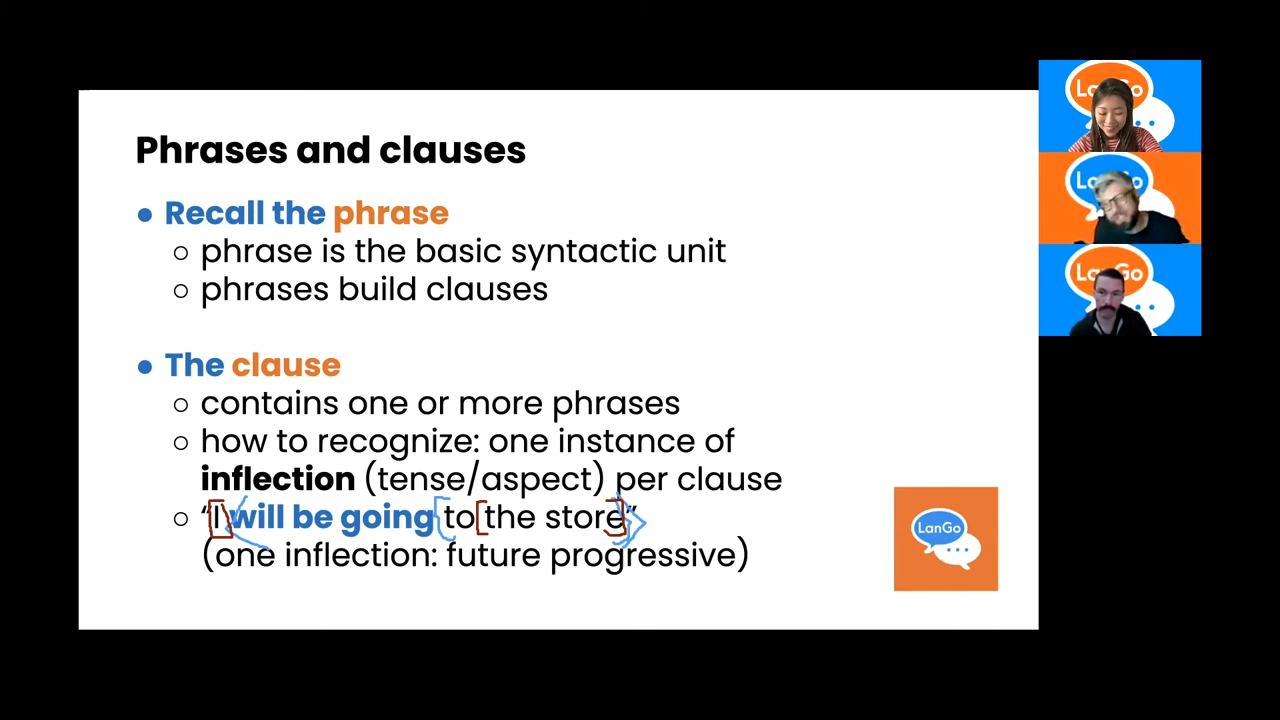 Phrases and clauses
● Recall the phrase
○ phrase is the basic syntactic unit
○ phrases build clauses
● The clause
○ contains one or more phrases
○ how to recognize: one instance of
inflection (tense/aspect) per clause
○ “I will be going to the store”
(one inflection: future progressive)
LanGo
LanGo
LanGo
LanGo